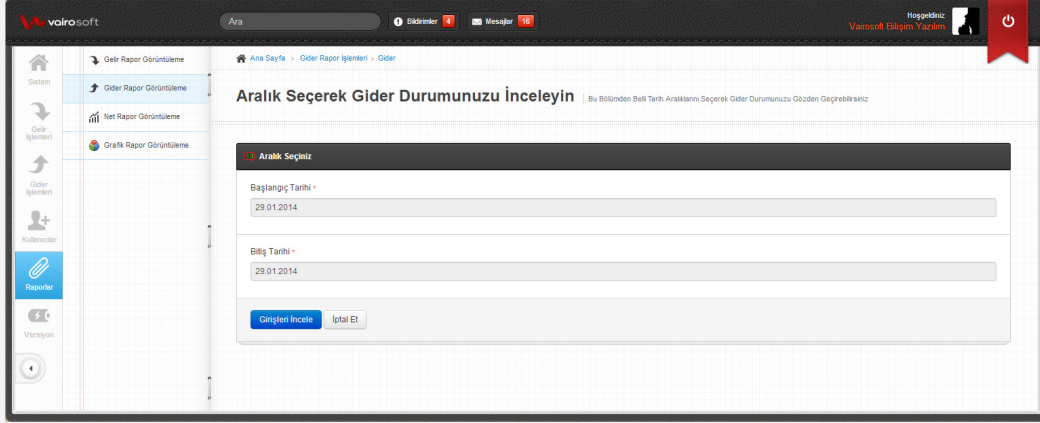 vairosoft
Ara
Bildirimler 4
Mesajlar 16
Hoşgeldiniz
Vairosoft Bilişim Yazılım
Sistem
Gelir İşlemleri
Gider İşlemleri
Kullanıcılar
Raporlar
Versiyon
Gelir Rapor Görüntüleme
Gider Rapor Görüntüleme
Net Rapor Görüntüleme
Grafik Rapor Görüntüleme
Ana Sayfa » Gider Rapor İşlemleri » Gider
Aralık Seçerek Gider Durumunuzu İnceleyin | Bu Bölümden Belli Tarih Aralıklarını Seçerek Gider Durumunuzu Gözden Geçirebilirsiniz
Aralık Seçiniz
Başlangıç Tarihi *
29.01.2014
Bitiş Tarihi *
29.01.2014
Girişleri İncele
İptal Et